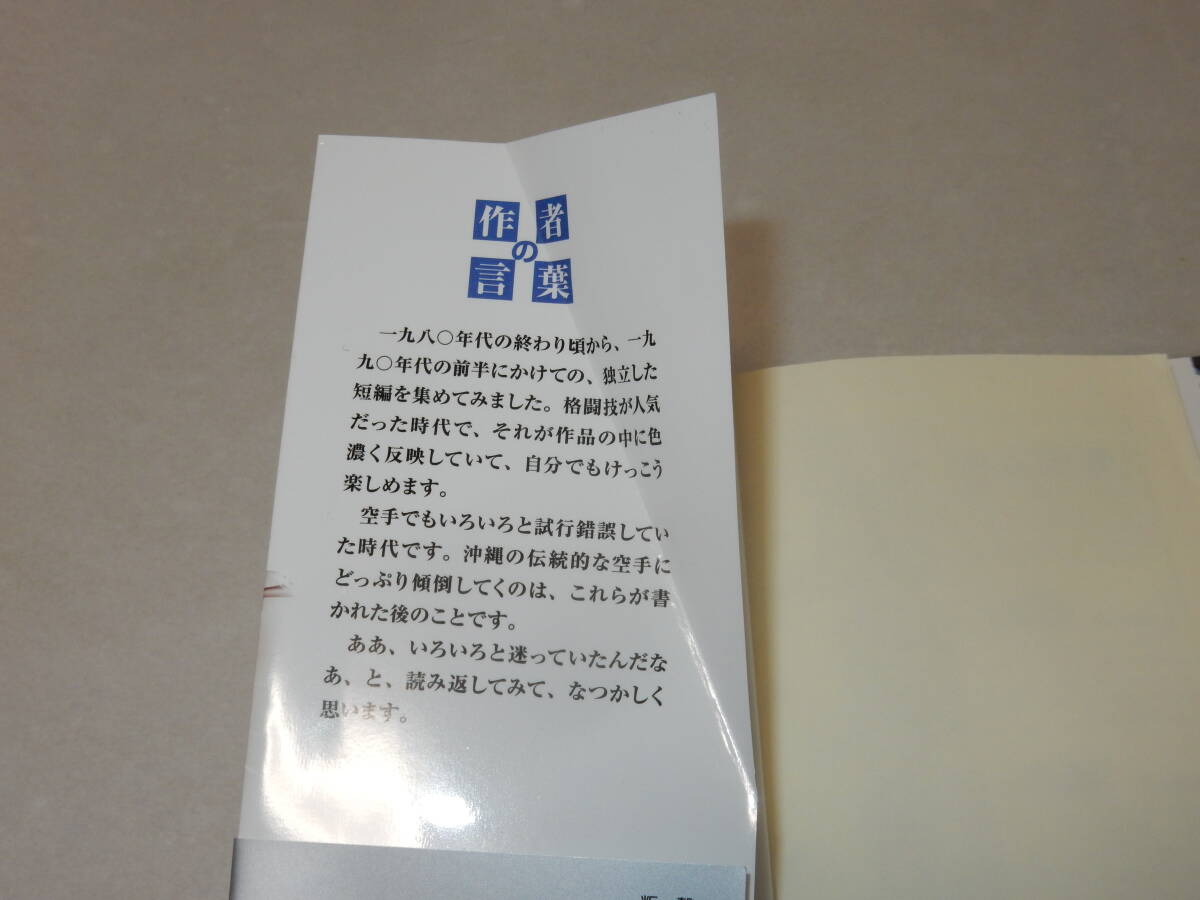 作者
の
言葉
一九八〇年代の終わり頃から、一九
九〇年代の前半にかけての、独立した
短編を集めてみました。格闘技が人気
だった時代で、それが作品の中に色
濃く反映していて、自分でもけっこう
楽しめます。
空手でもいろいろと試行錯誤してい
た時代です。沖縄の伝統的な空手に
どっぷり傾倒してくのは、これらが書
かれた後のことです。
ああ、いろいろと迷っていたんだな
あ、と、読み返してみて、なつかしく
思います。